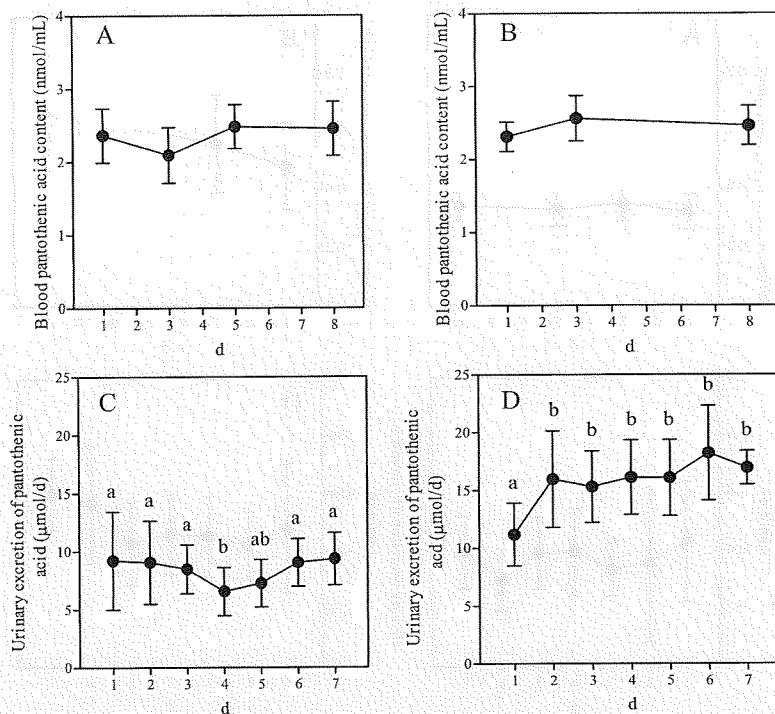 A
Blood pantothenic acid content (nmol/mL)
4
3
2
1
0
1 2 3 4 5 6 7 8
d
B
Blood pantothenic acid content (nmol/mL)
4
3
2
1
0
1 2 3 4 5 6 7 8
d
C
Urinary excretion of pantothenic
acid (μmol/d)
25
20
15
10
5
0
a a a b ab a a
1 2 3 4 5 6 7
d
D
Urinary excretion of pantothenic
acd (μmol/d)
25
20
15
10
5
0
a b b b b b b
1 2 3 4 5 6 7
d